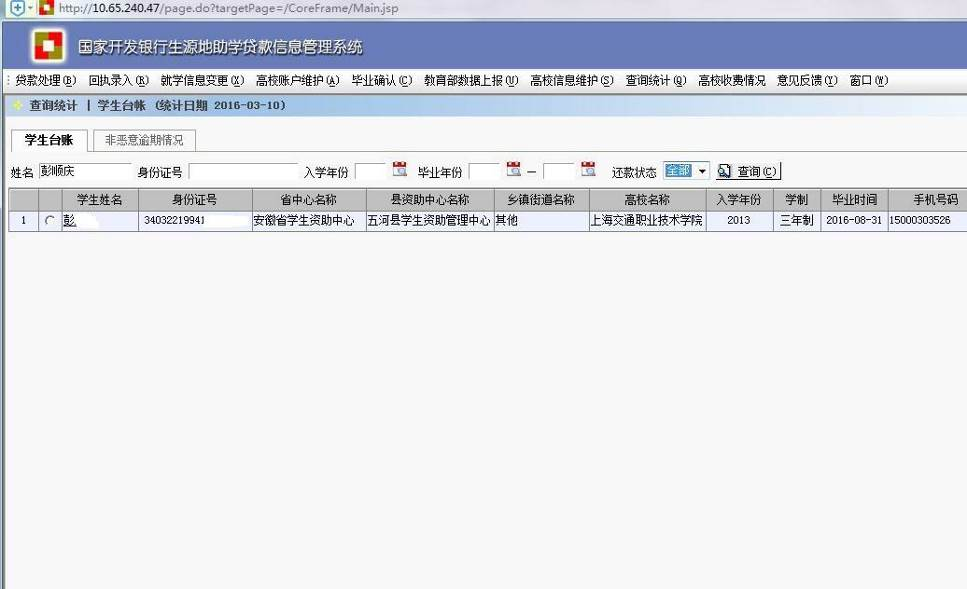 http://10.65.240.47/page.do?targetPage=/CoreFrame/Main.jsp
国家开发银行生源地助学贷款信息管理系统
贷款处理(B) 回执录入(R) 就学信息变更(X) 高校账户维护(A) 毕业确认(C) 教育部数据上报(U) 高校信息维护(S) 查询统计(Q) 高校收费情况 意见反馈(Y) 窗口(W)
查询统计 | 学生台帐 (统计日期 2016-03-10)
学生台账 非恶意逾期情况
姓名 彭顺庆 身份证号 入学年份 毕业年份 — 还款状态 全部 查询(C)
学生姓名 身份证号 省中心名称 县资助中心名称 乡镇街道名称 高校名称 入学年份 学制 毕业时间 手机号码
1 彭 3403221994 安徽省学生资助中心 五河县学生资助管理中心 其他 上海交通职业技术学院 2013 三年制 2016-08-31 15000303526